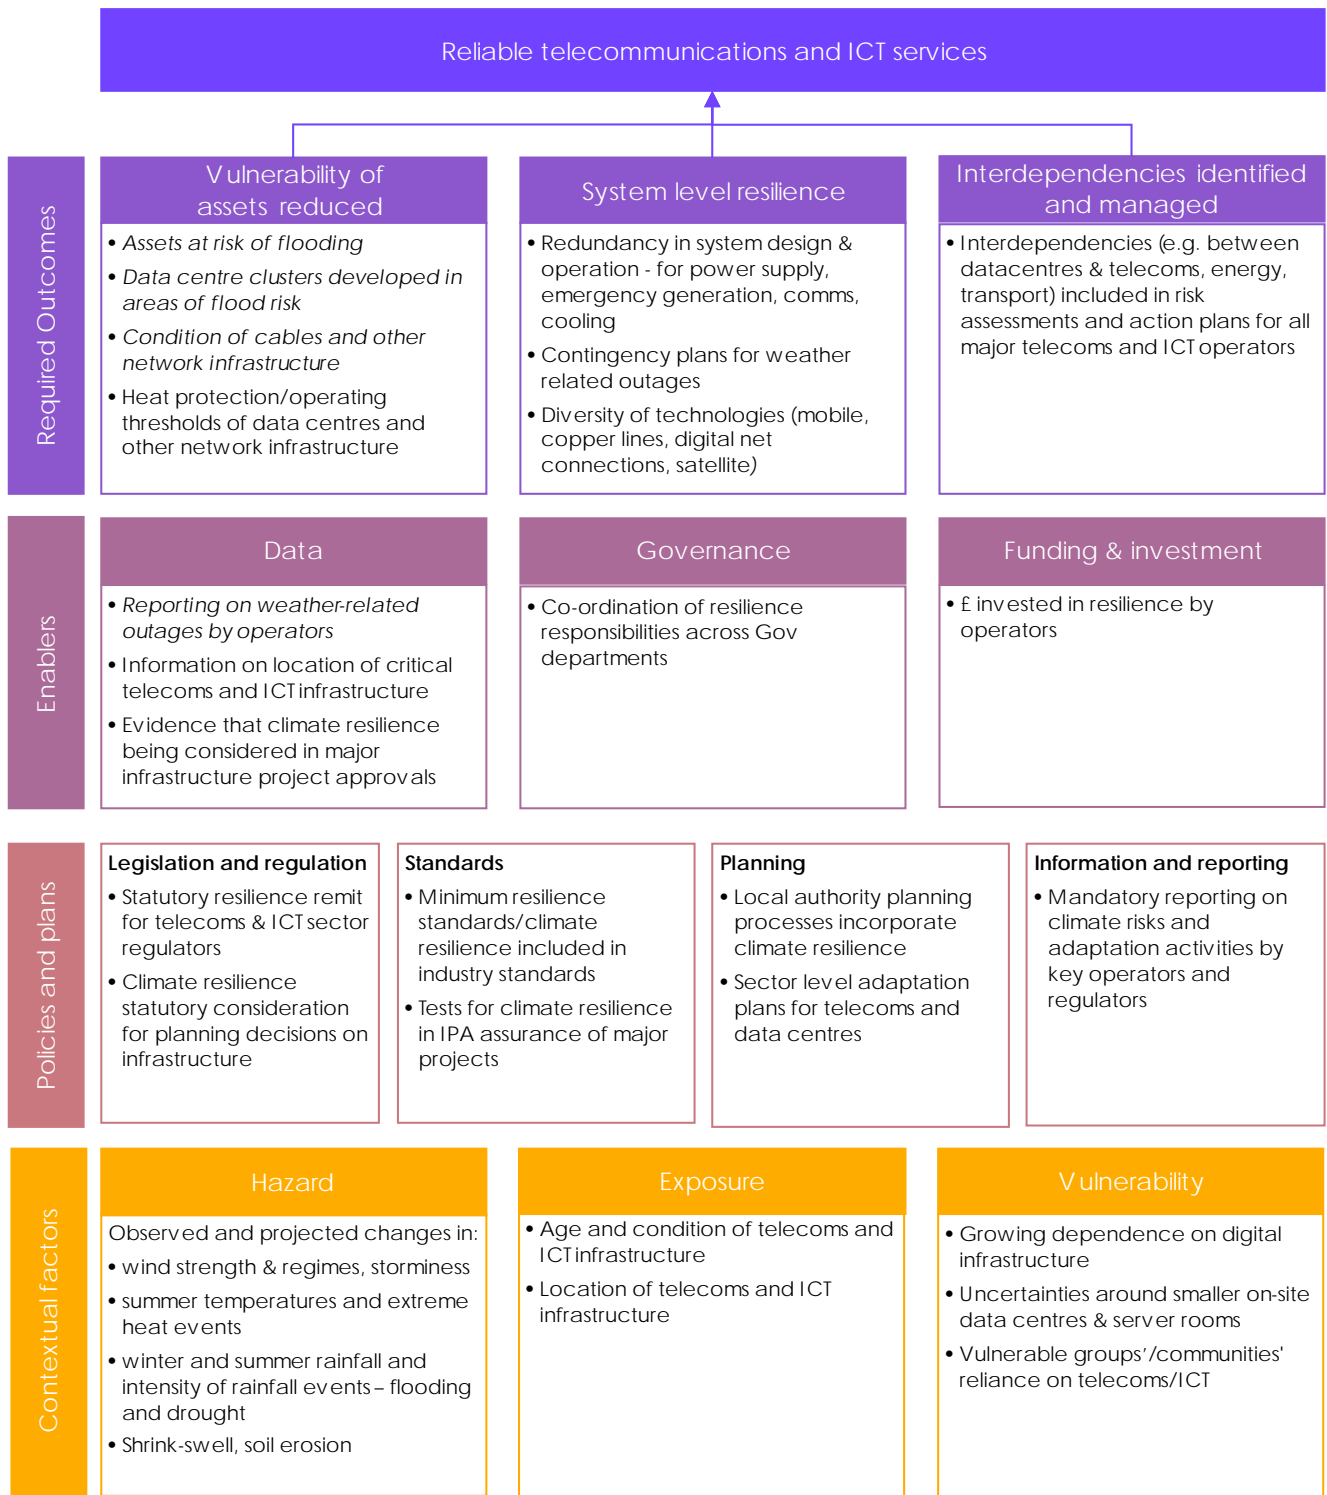 Reliable telecommunications and ICT services
Required Outcomes
Vulnerability of
assets reduced
• Assets at risk of flooding
• Data centre clusters developed in
areas of flood risk
• Condition of cables and other
network infrastructure
• Heat protection/operating
thresholds of data centres and
other network infrastructure
System level resilience
• Redundancy in system design &
operation - for power supply,
emergency generation, comms,
cooling
• Contingency plans for weather
related outages
• Diversity of technologies (mobile,
copper lines, digital net
connections, satellite)
Interdependencies identified
and managed
• Interdependencies (e.g. between
datacentres & telecoms, energy,
transport) included in risk
assessments and action plans for all
major telecoms and ICT operators
Enablers
Data
• Reporting on weather-related
outages by operators
• Information on location of critical
telecoms and ICT infrastructure
• Evidence that climate resilience
being considered in major
infrastructure project approvals
Governance
• Co-ordination of resilience
responsibilities across Gov
departments
Funding & investment
• £ invested in resilience by
operators
Policies and plans
Legislation and regulation
• Statutory resilience remit
for telecoms & ICT sector
regulators
• Climate resilience
statutory consideration
for planning decisions on
infrastructure
Standards
• Minimum resilience
standards/climate
resilience included in
industry standards
• Tests for climate resilience
in IPA assurance of major
projects
Planning
• Local authority planning
processes incorporate
climate resilience
• Sector level adaptation
plans for telecoms and
data centres
Information and reporting
• Mandatory reporting on
climate risks and
adaptation activities by
key operators and
regulators
Contextual factors
Hazard
Observed and projected changes in:
• wind strength & regimes, storminess
• summer temperatures and extreme
heat events
• winter and summer rainfall and
intensity of rainfall events – flooding
and drought
• Shrink-swell, soil erosion
Exposure
• Age and condition of telecoms and
ICT infrastructure
• Location of telecoms and ICT
infrastructure
Vulnerability
• Growing dependence on digital
infrastructure
• Uncertainties around smaller on-site
data centres & server rooms
• Vulnerable groups'/communities'
reliance on telecoms/ICT